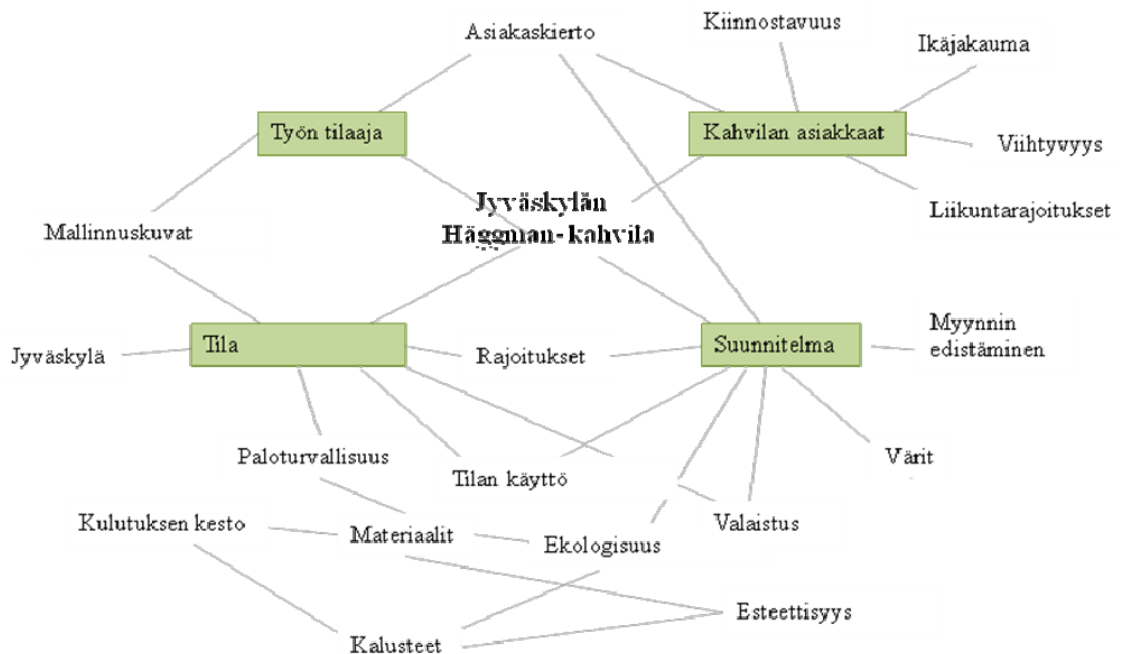 Kiinnostavuus
Asiakaskierto
Ikäjakauma
Työn tilaaja
Kahvilan asiakkaat
Viihtyvyys
Jyväskylän
Häggman-kahvila
Liikuntarajoitukset
Mallinnuskuvat
Myynnin
edistäminen
Jyväskylä
Tila
Rajoitukset
Suunnitelma
Paloturvallisuus
Tilan käyttö
Värit
Kulutuksen kesto
Materiaalit
Ekologisuus
Valaistus
Esteettisyys
Kalusteet